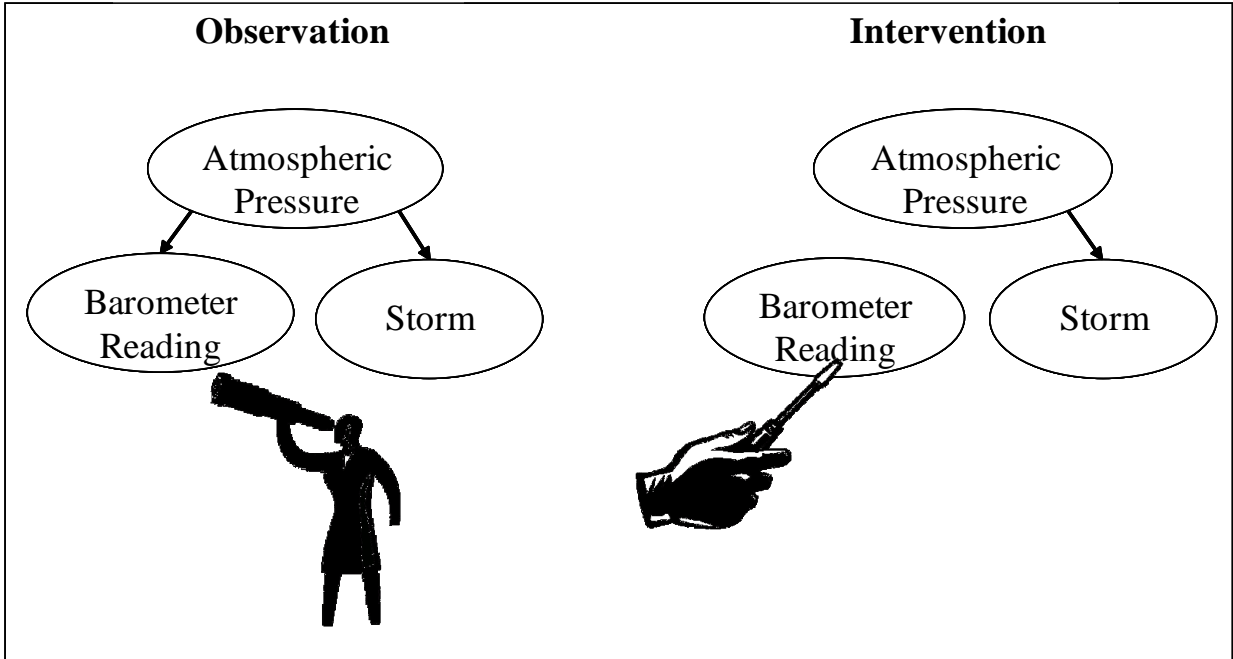 Observation
Atmospheric
Pressure
Barometer
Reading
Storm
Intervention
Atmospheric
Pressure
Barometer
Reading
Storm